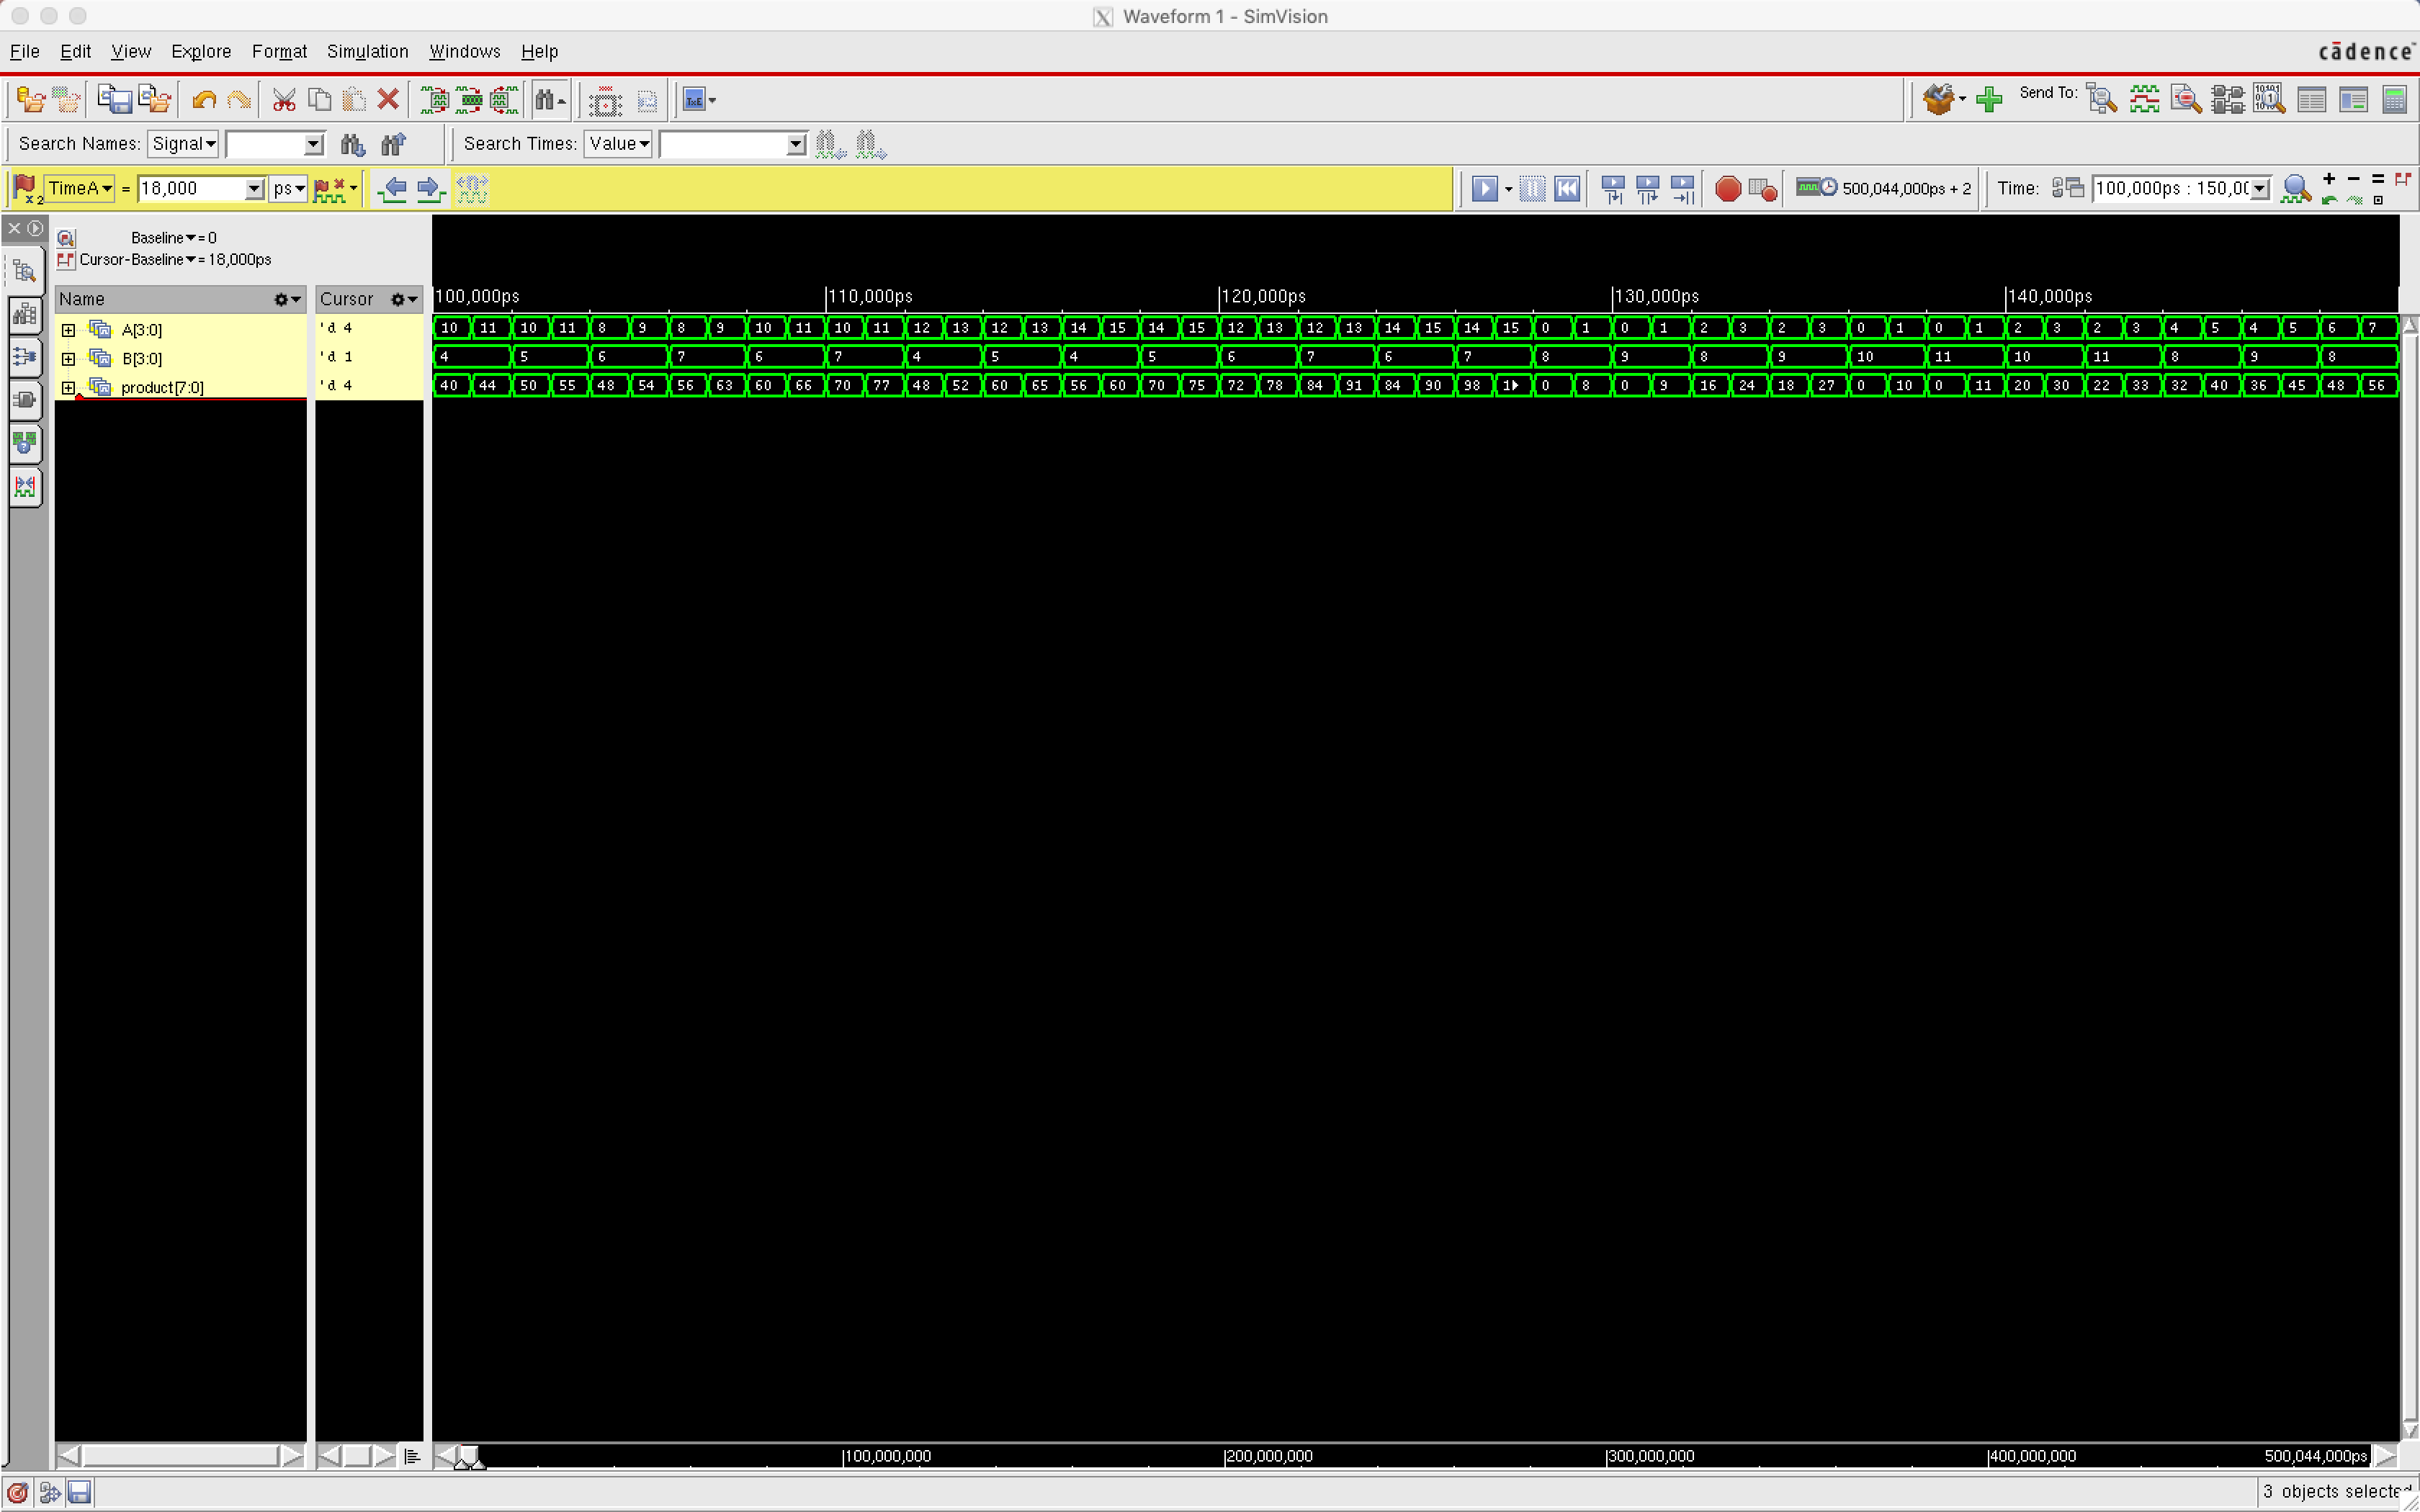 Waveform 1 - SimVision
File Edit View Explore Format Simulation Windows Help
cādence
Send To:
Search Names: Signal Search Times: Value
TimeA = 18,000 ps 500,044,000ps + 2 Time: 100,000ps : 150,0
Baseline = 0
Cursor-Baseline = 18,000ps
Name Cursor 100,000ps 110,000ps 120,000ps 130,000ps 140,000ps
A[3:0] 'd 4 10 11 10 11 8 9 8 9 10 11 10 11 12 13 12 13 14 15 14 15 12 13 12 13 14 15 14 15 0 1 0 1 2 3 2 3 0 1 0 1 2 3 2 3 4 5 4 5 6 7
B[3:0] 'd 1 4 5 6 7 6 7 4 5 4 5 6 7 6 7 8 9 8 9 10 11 10 11 8 9 8
product[7:0] 'd 4 40 44 50 55 48 54 56 63 60 66 70 77 48 52 60 65 56 60 70 75 72 78 84 91 84 90 98 1 0 8 0 9 16 24 18 27 0 10 0 11 20 30 22 33 32 40 36 45 48 56
100,000,000 200,000,000 300,000,000 400,000,000 500,044,000ps
3 objects selected